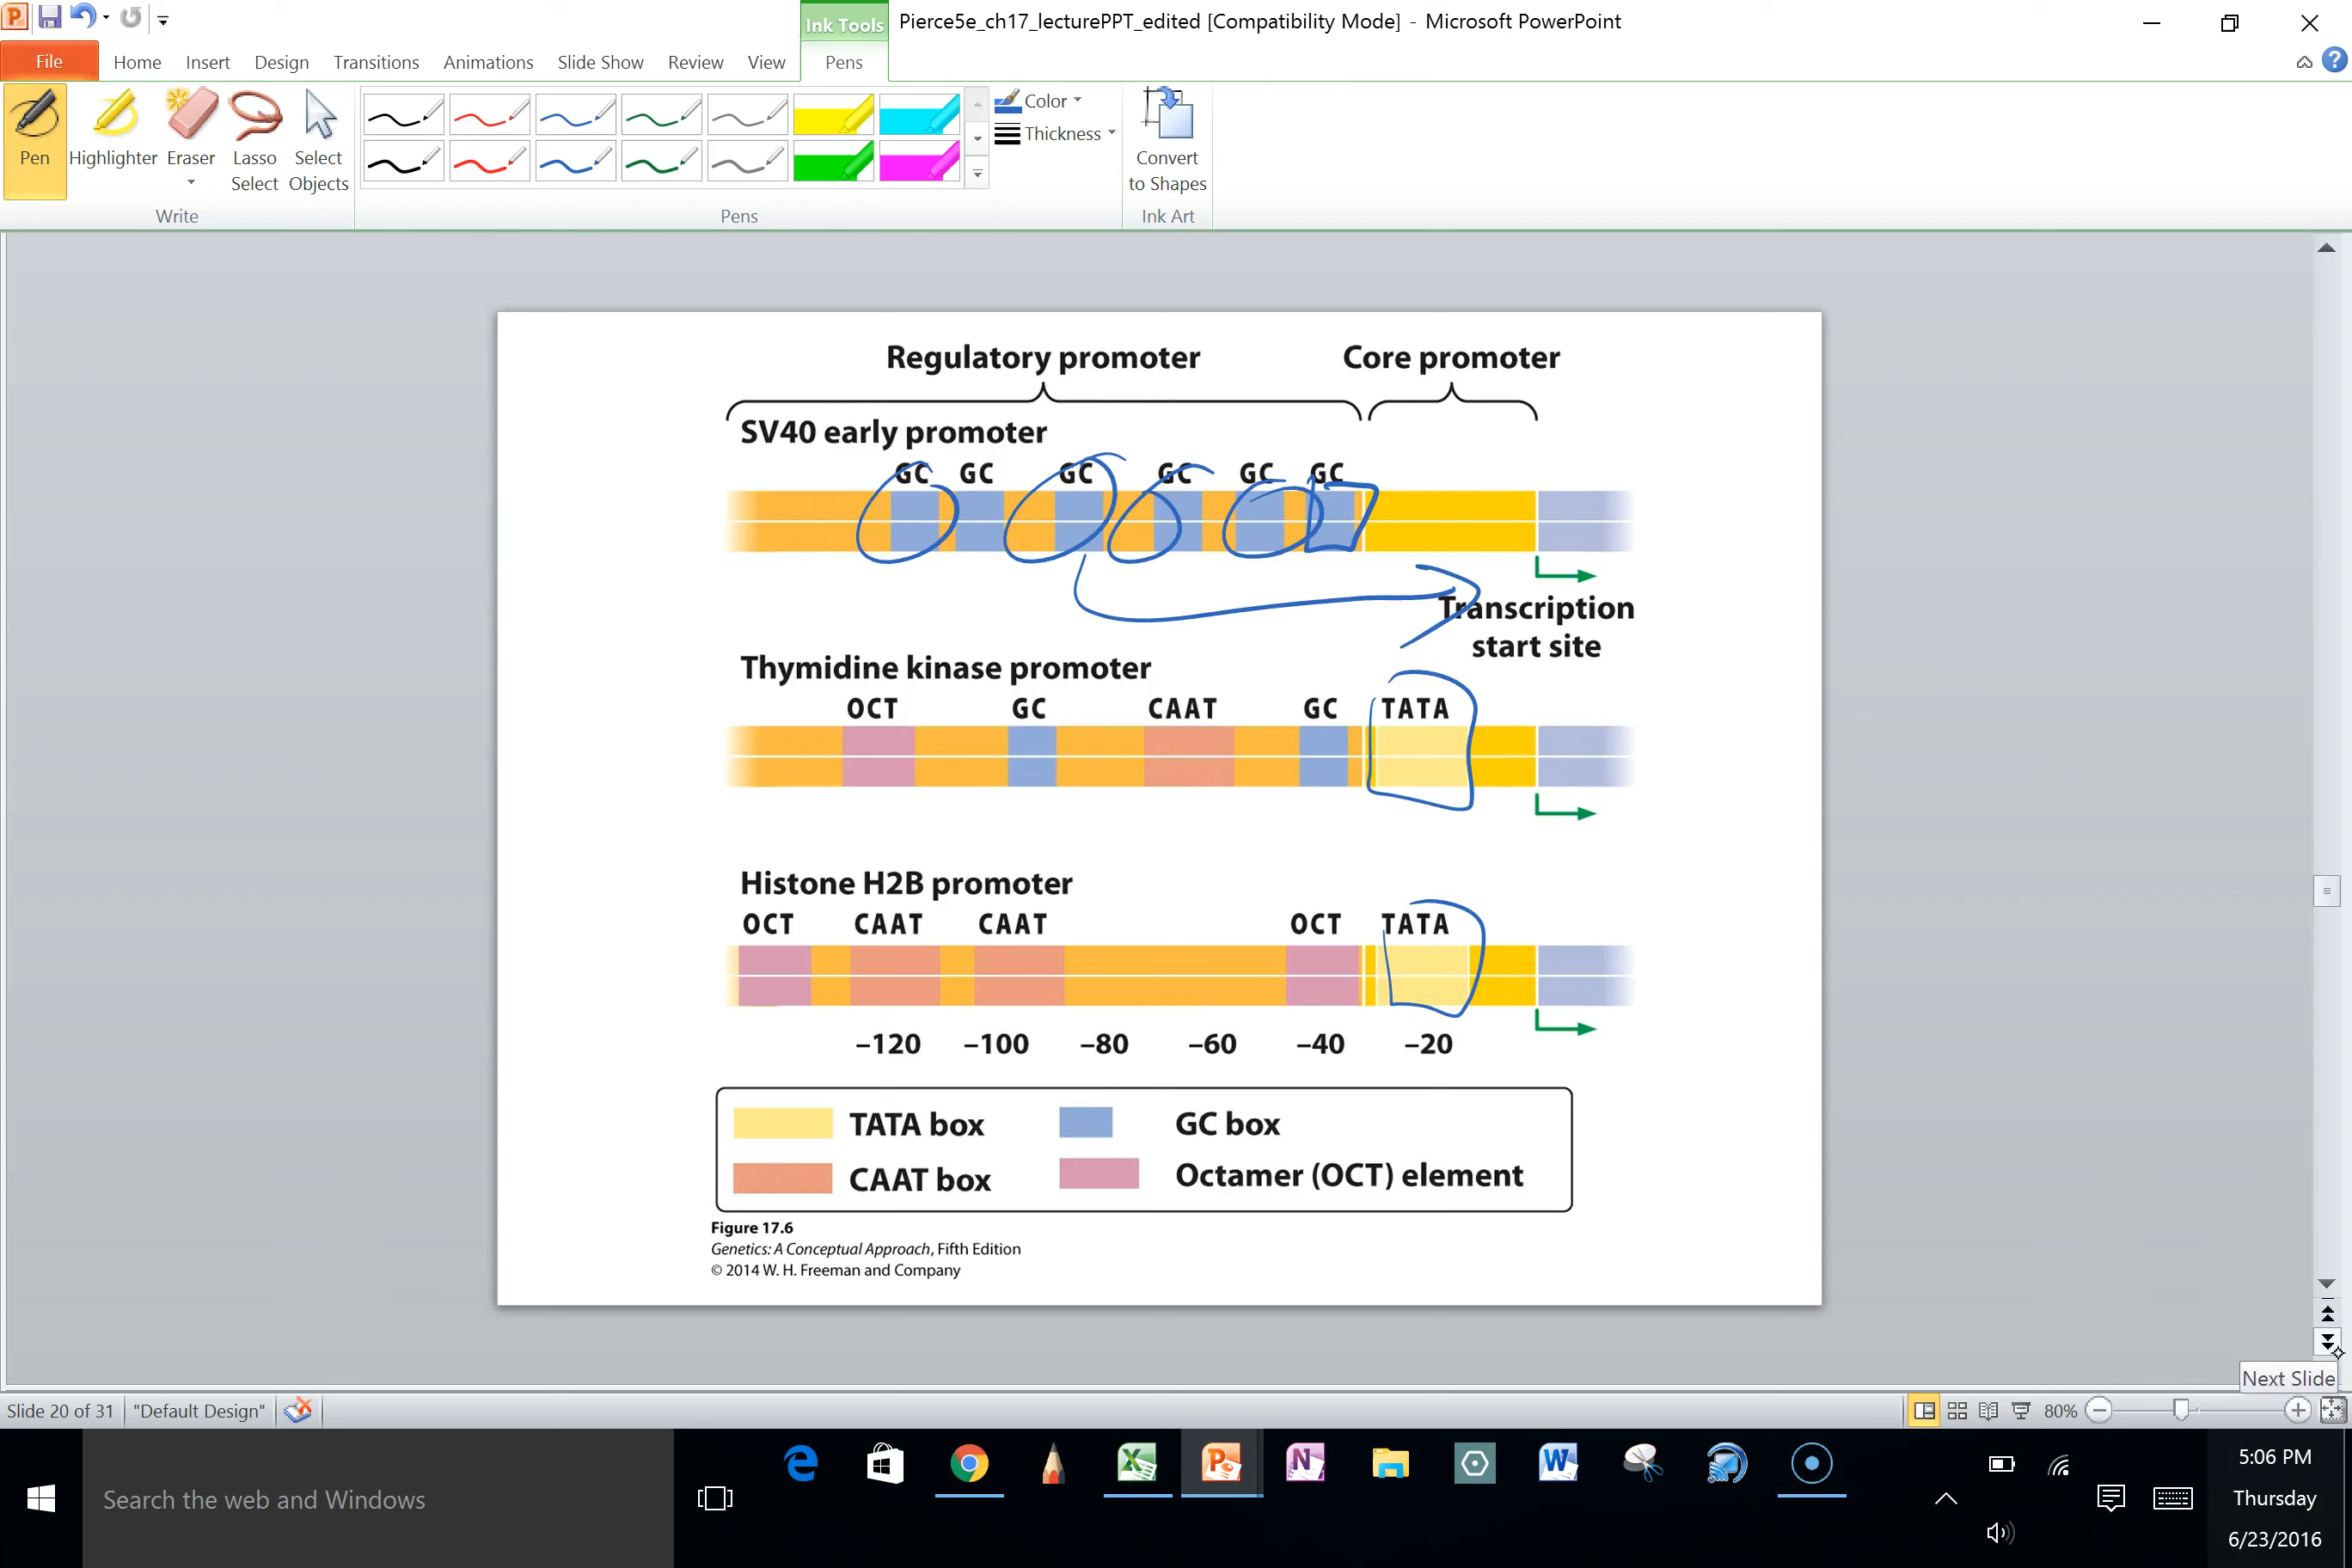 Ink Tools
Pierce5e_ch17_lecturePPT_edited [Compatibility Mode] - Microsoft PowerPoint
File Home Insert Design Transitions Animations Slide Show Review View Pens
Pen Highlighter Eraser Lasso Select Select Objects
Color
Thickness
Convert to Shapes
Write Pens Ink Art
Regulatory promoter Core promoter
SV40 early promoter
GC GC GC GC GC GC
Transcription
start site
Thymidine kinase promoter
OCT GC CAAT GC TATA
Histone H2B promoter
OCT CAAT CAAT OCT TATA
–120 –100 –80 –60 –40 –20
TATA box GC box
CAAT box Octamer (OCT) element
Figure 17.6
Genetics: A Conceptual Approach, Fifth Edition
© 2014 W. H. Freeman and Company
Next Slide
Slide 20 of 31 "Default Design" 80%
Search the web and Windows
5:06 PM
Thursday
6/23/2016